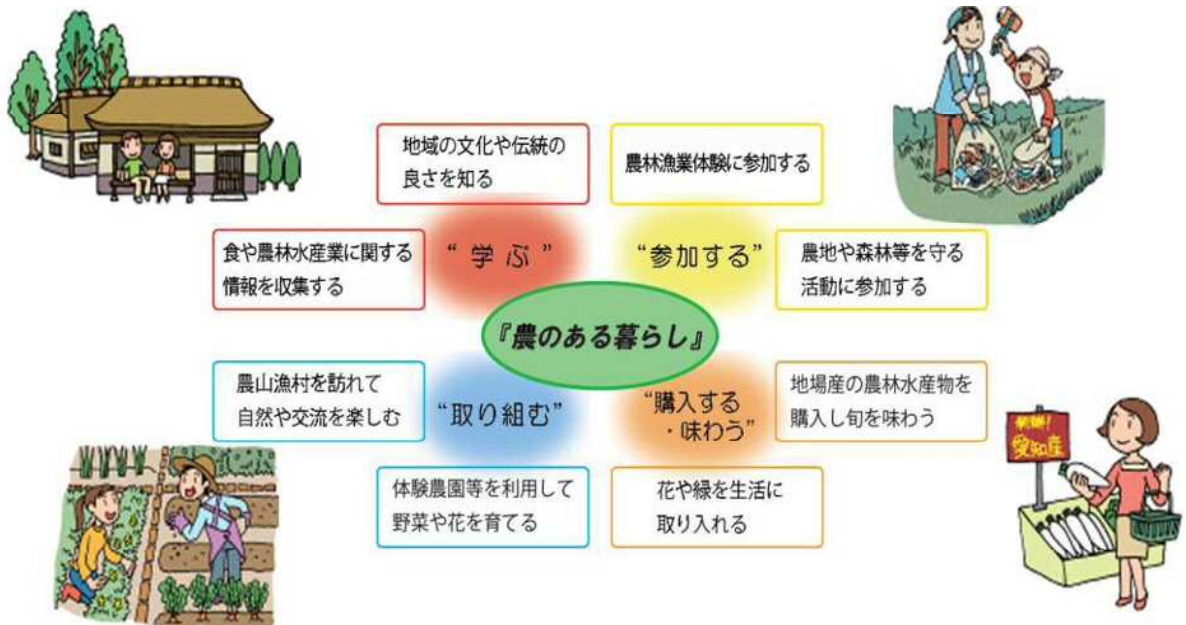 地域の文化や伝統の
良さを知る
農林漁業体験に参加する
食や農林水産業に関する
情報を収集する
“学ぶ”
“参加する”
農地や森林等を守る
活動に参加する
『農のある暮らし』
農山漁村を訪れて
自然や交流を楽しむ
“取り組む”
“購入する
・味わう”
地場産の農林水産物を
購入し旬を味わう
体験農園等を利用して
野菜や花を育てる
花や緑を生活に
取り入れる
新鮮!
愛知産